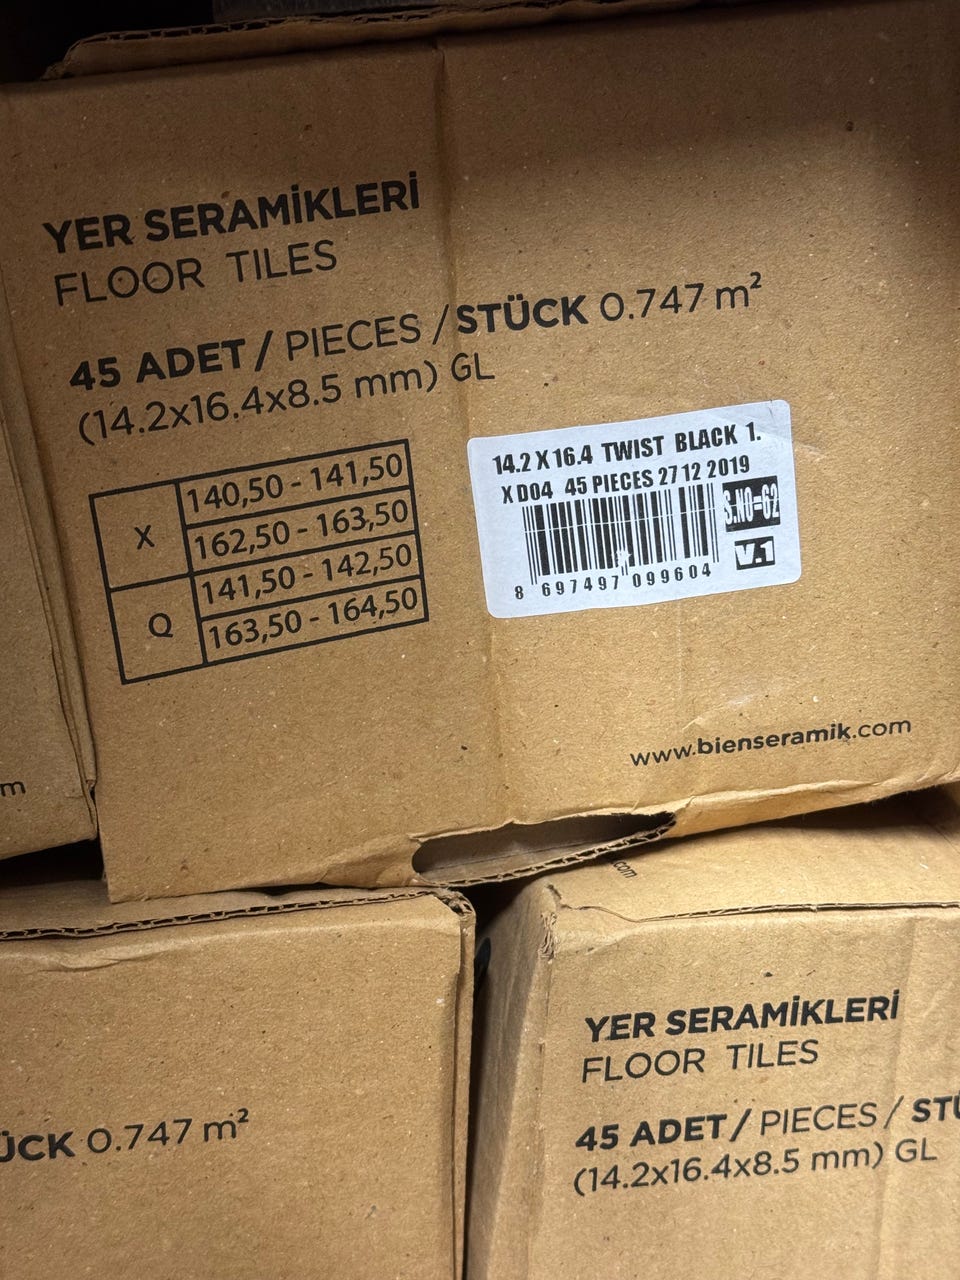 YER SERAMİKLERİ
FLOOR TILES
45 ADET / PIECES / STÜCK 0.747 m²
(14.2x16.4x8.5 mm) GL
X
140,50 - 141,50
162,50 - 163,50
Q
141,50 - 142,50
163,50 - 164,50
14.2 X 16.4 TWIST BLACK 1.
X D04 45 PIECES 27 12 2019
S.NO-62
V.1
8 697497 099604
www.bienseramik.com
m
.com
ÜCK 0.747 m²
YER SERAMİKLERİ
FLOOR TILES
45 ADET / PIECES / STÜ
(14.2x16.4x8.5 mm) GL